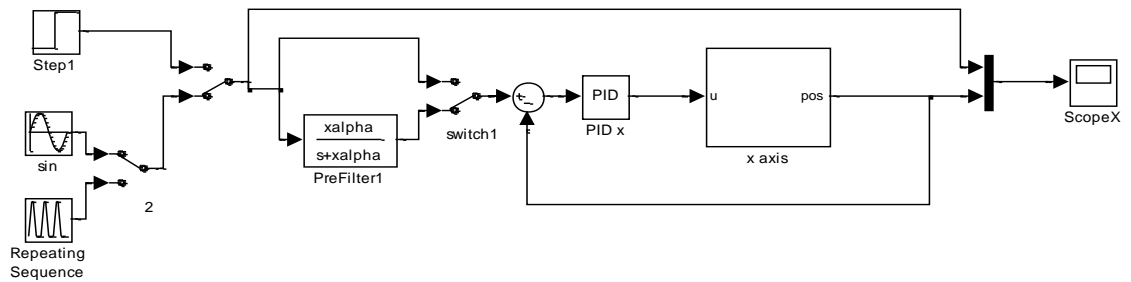 Step1
sin
2
Repeating
Sequence
xalpha
s+xalpha
PreFilter1
switch1
+
-
PID
PID x
u
pos
x axis
ScopeX